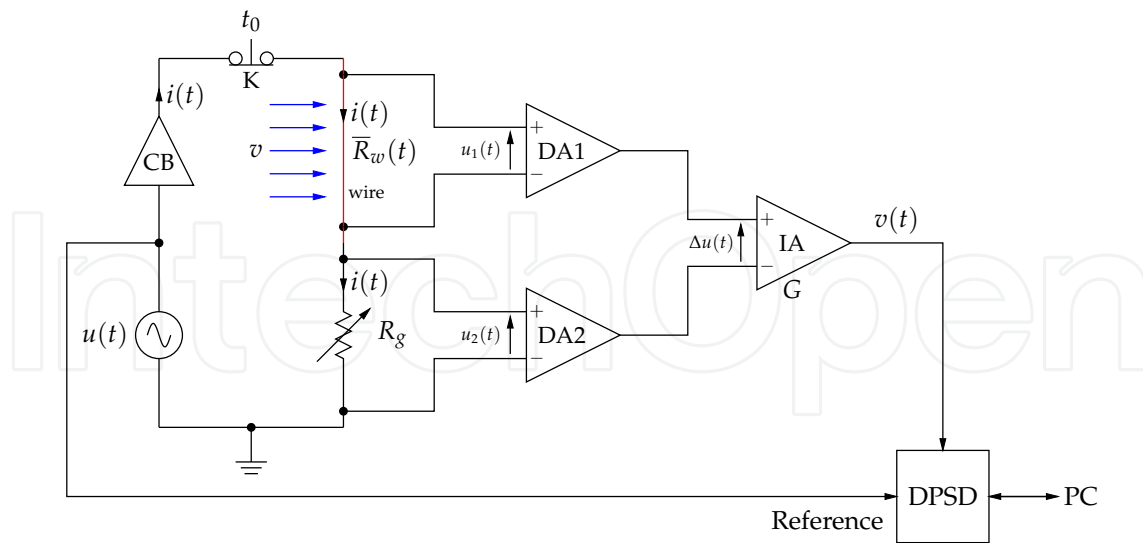 t₀
K
i(t)
i(t)
u₁(t)
+
−
DA1
CB
v
R̅w(t)
wire
v(t)
+
−
IA
G
Δu(t)
i(t)
u(t)
Rg
u₂(t)
+
−
DA2
IntechOpen
DPSD
PC
Reference